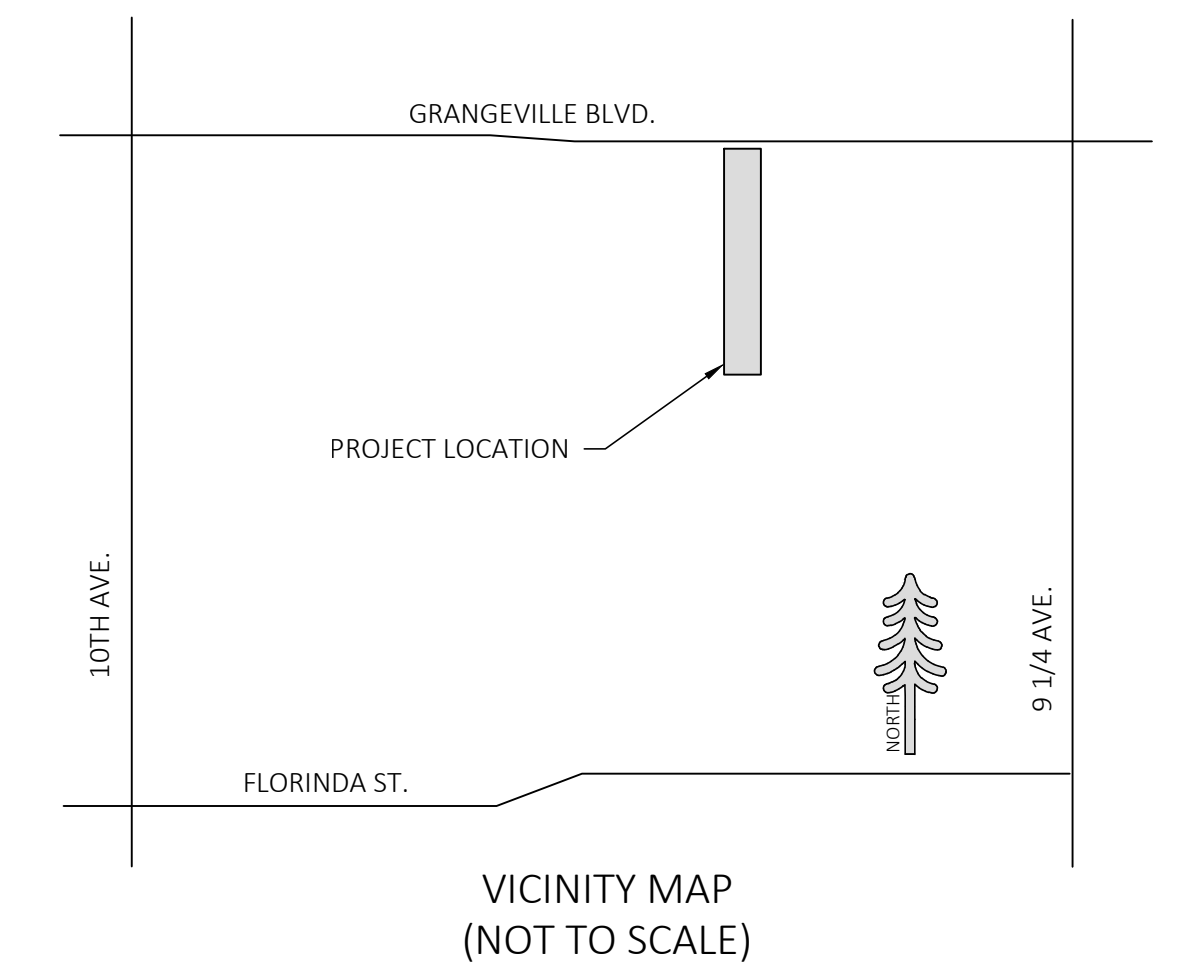 GRANGEVILLE BLVD.
PROJECT LOCATION
10TH AVE.
9 1/4 AVE.
NORTH
FLORINDA ST.
VICINITY MAP
(NOT TO SCALE)